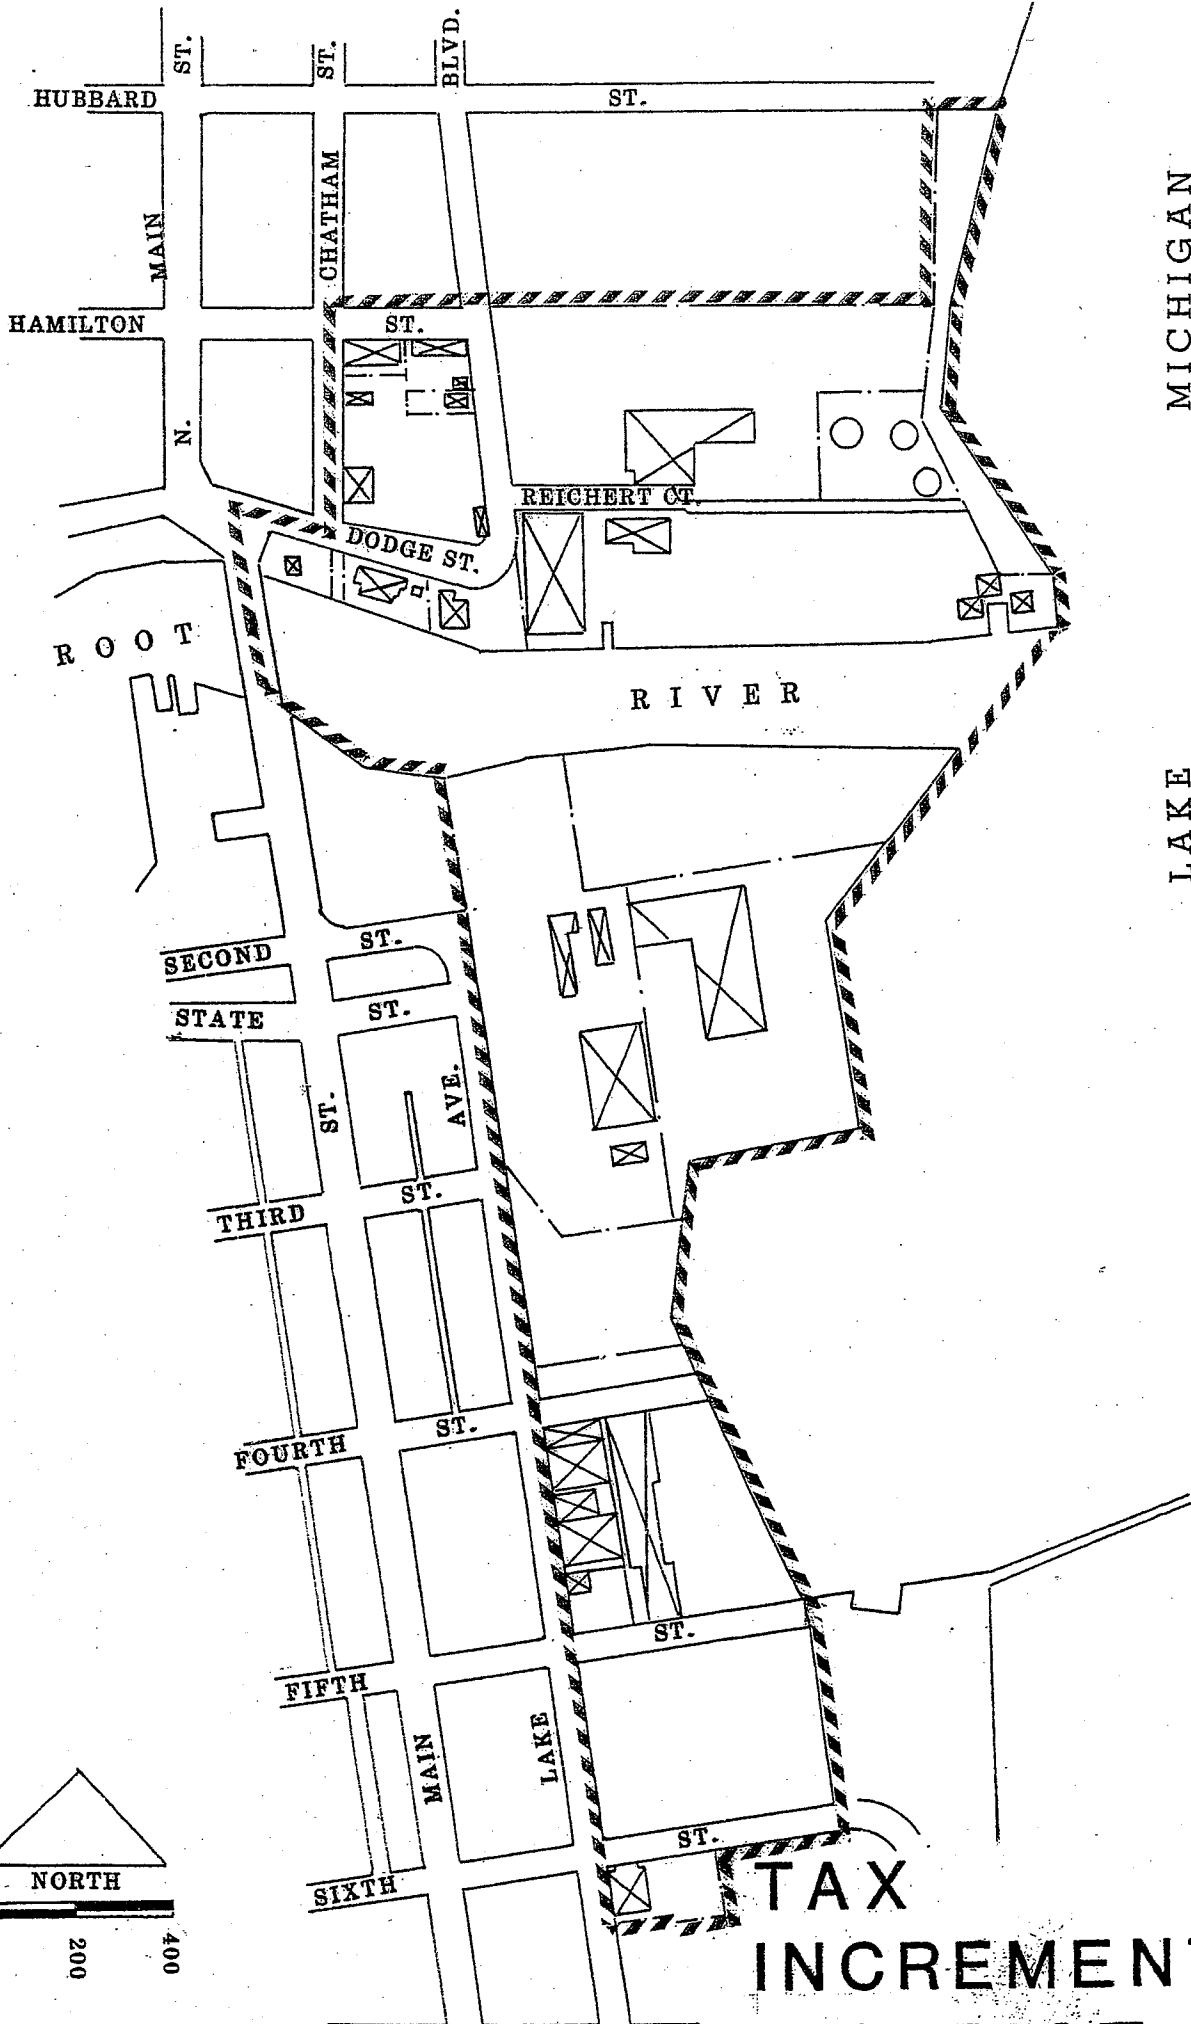 ST.
ST.
BLVD.
HUBBARD
ST.
MAIN
CHATHAM
MICHIGAN
HAMILTON
ST.
N.
REICHERT CT.
DODGE ST.
ROOT
RIVER
LAKE
SECOND
ST.
STATE
ST.
ST.
AVE.
THIRD
ST.
FOURTH
ST.
ST.
FIFTH
MAIN
LAKE
ST.
SIXTH
NORTH
200
400
TAX
INCREMEN